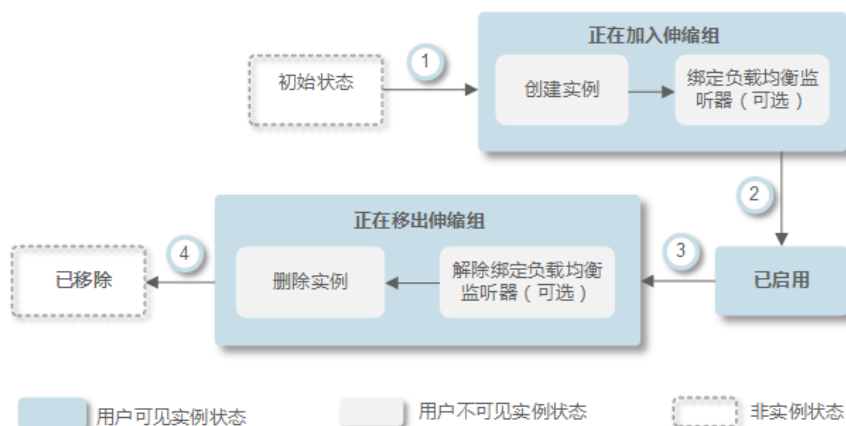 正在加入伸缩组
1
初始状态
创建实例
绑定负载均衡监
听器（可选）
2
正在移出伸缩组
4
3
已移除
删除实例
解除绑定负载均衡
监听器（可选）
已启用
用户可见实例状态
用户不可见实例状态
非实例状态